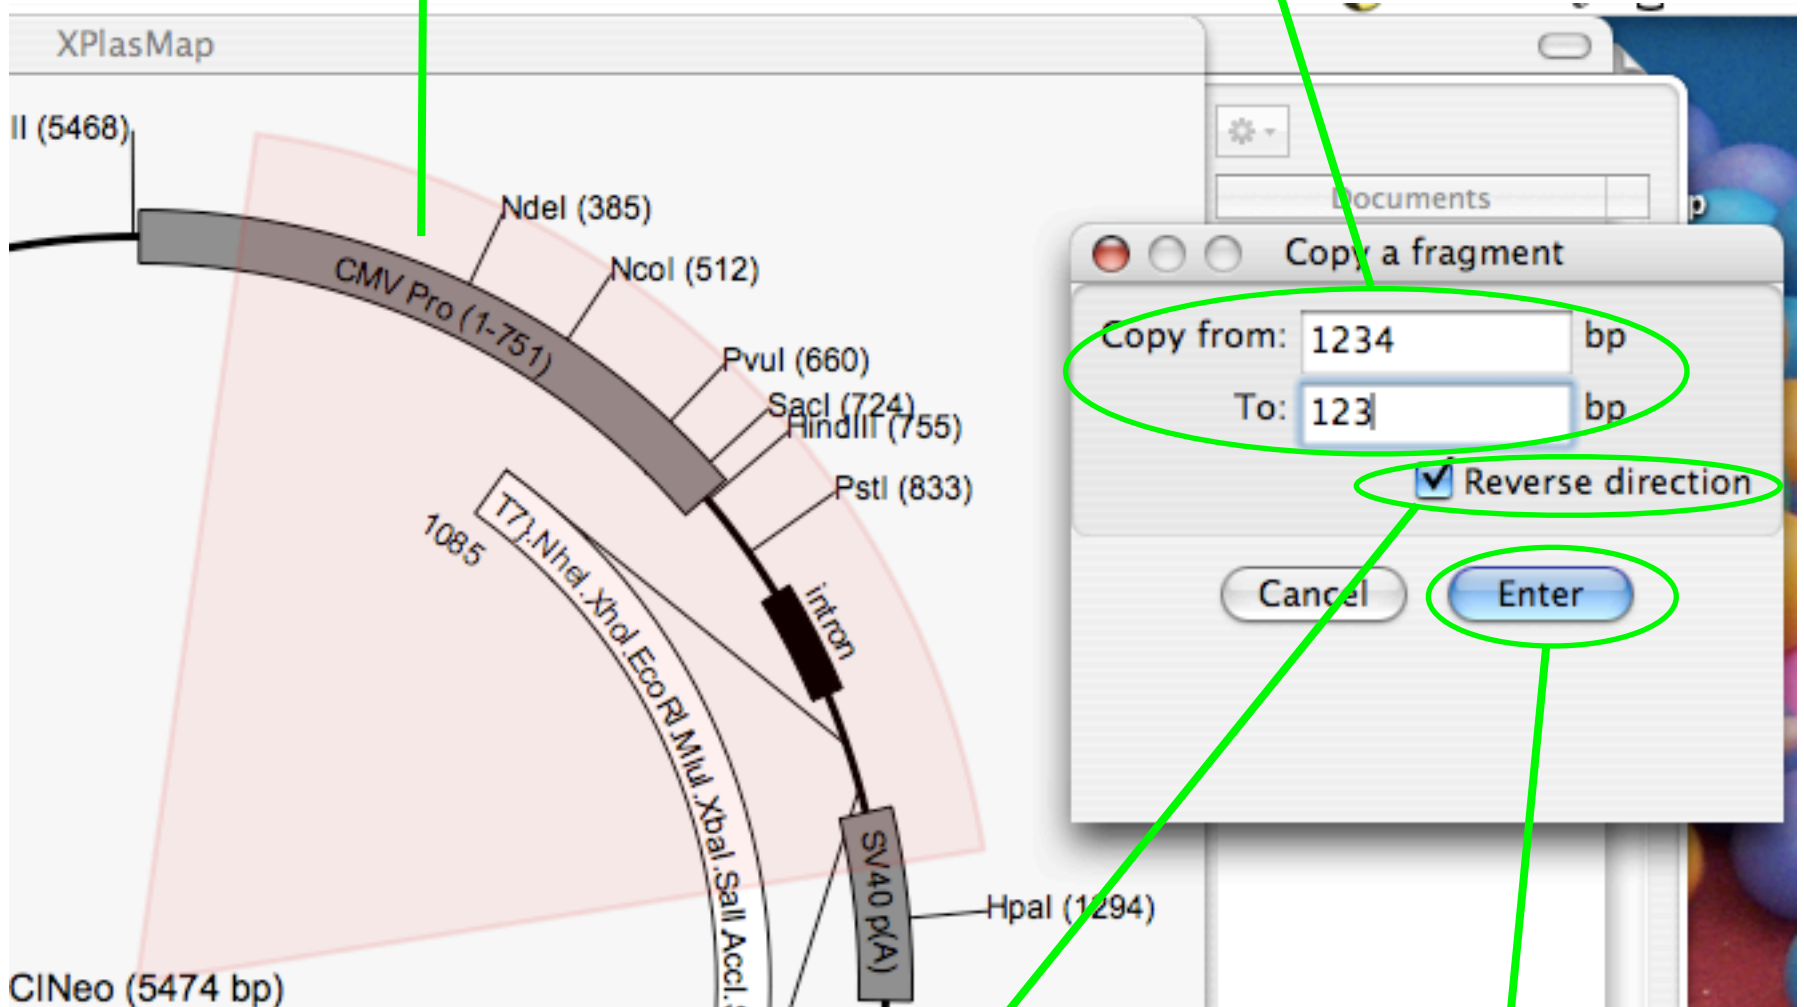 XPlasMap
II (5468)
NdeI (385)
NcoI (512)
CMV Pro (1-751)
PvuI (660)
SacI (724)
HindIII (755)
PstI (833)
1085
T7}.NheI.XhoI.EcoRI.MluI.XbaI.SalI.AccI.
intron
SV40 p(A)
HpaI (1294)
CINeo (5474 bp)
Documents
p
Copy a fragment
Copy from: 1234 bp
To: 123 bp
Reverse direction
Cancel
Enter